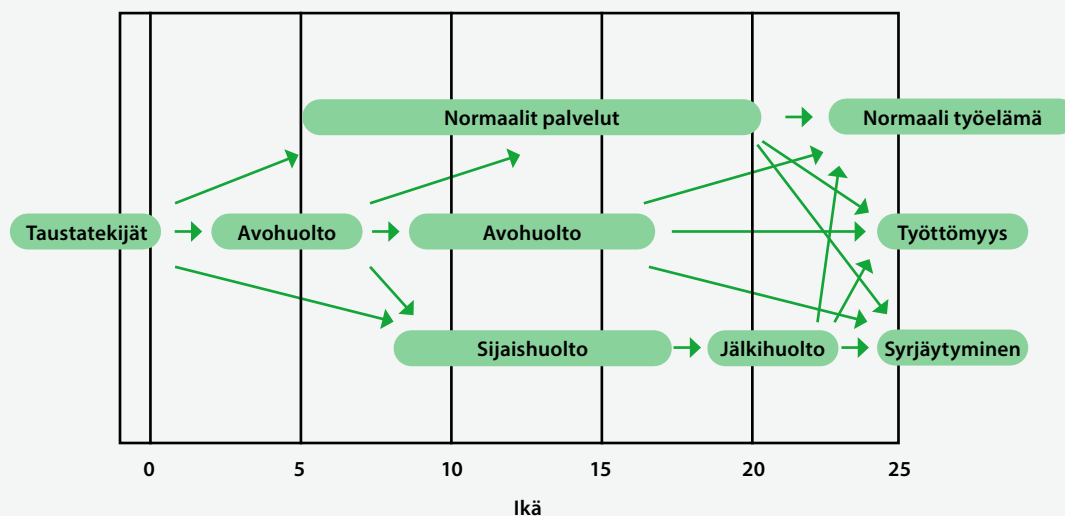 Normaalit palvelut
Normaali työelämä
Taustatekijät
Avohuolto
Avohuolto
Työttömyys
Sijaishuolto
Jälkihuolto
Syrjäytyminen
0
5
10
15
20
25
Ikä